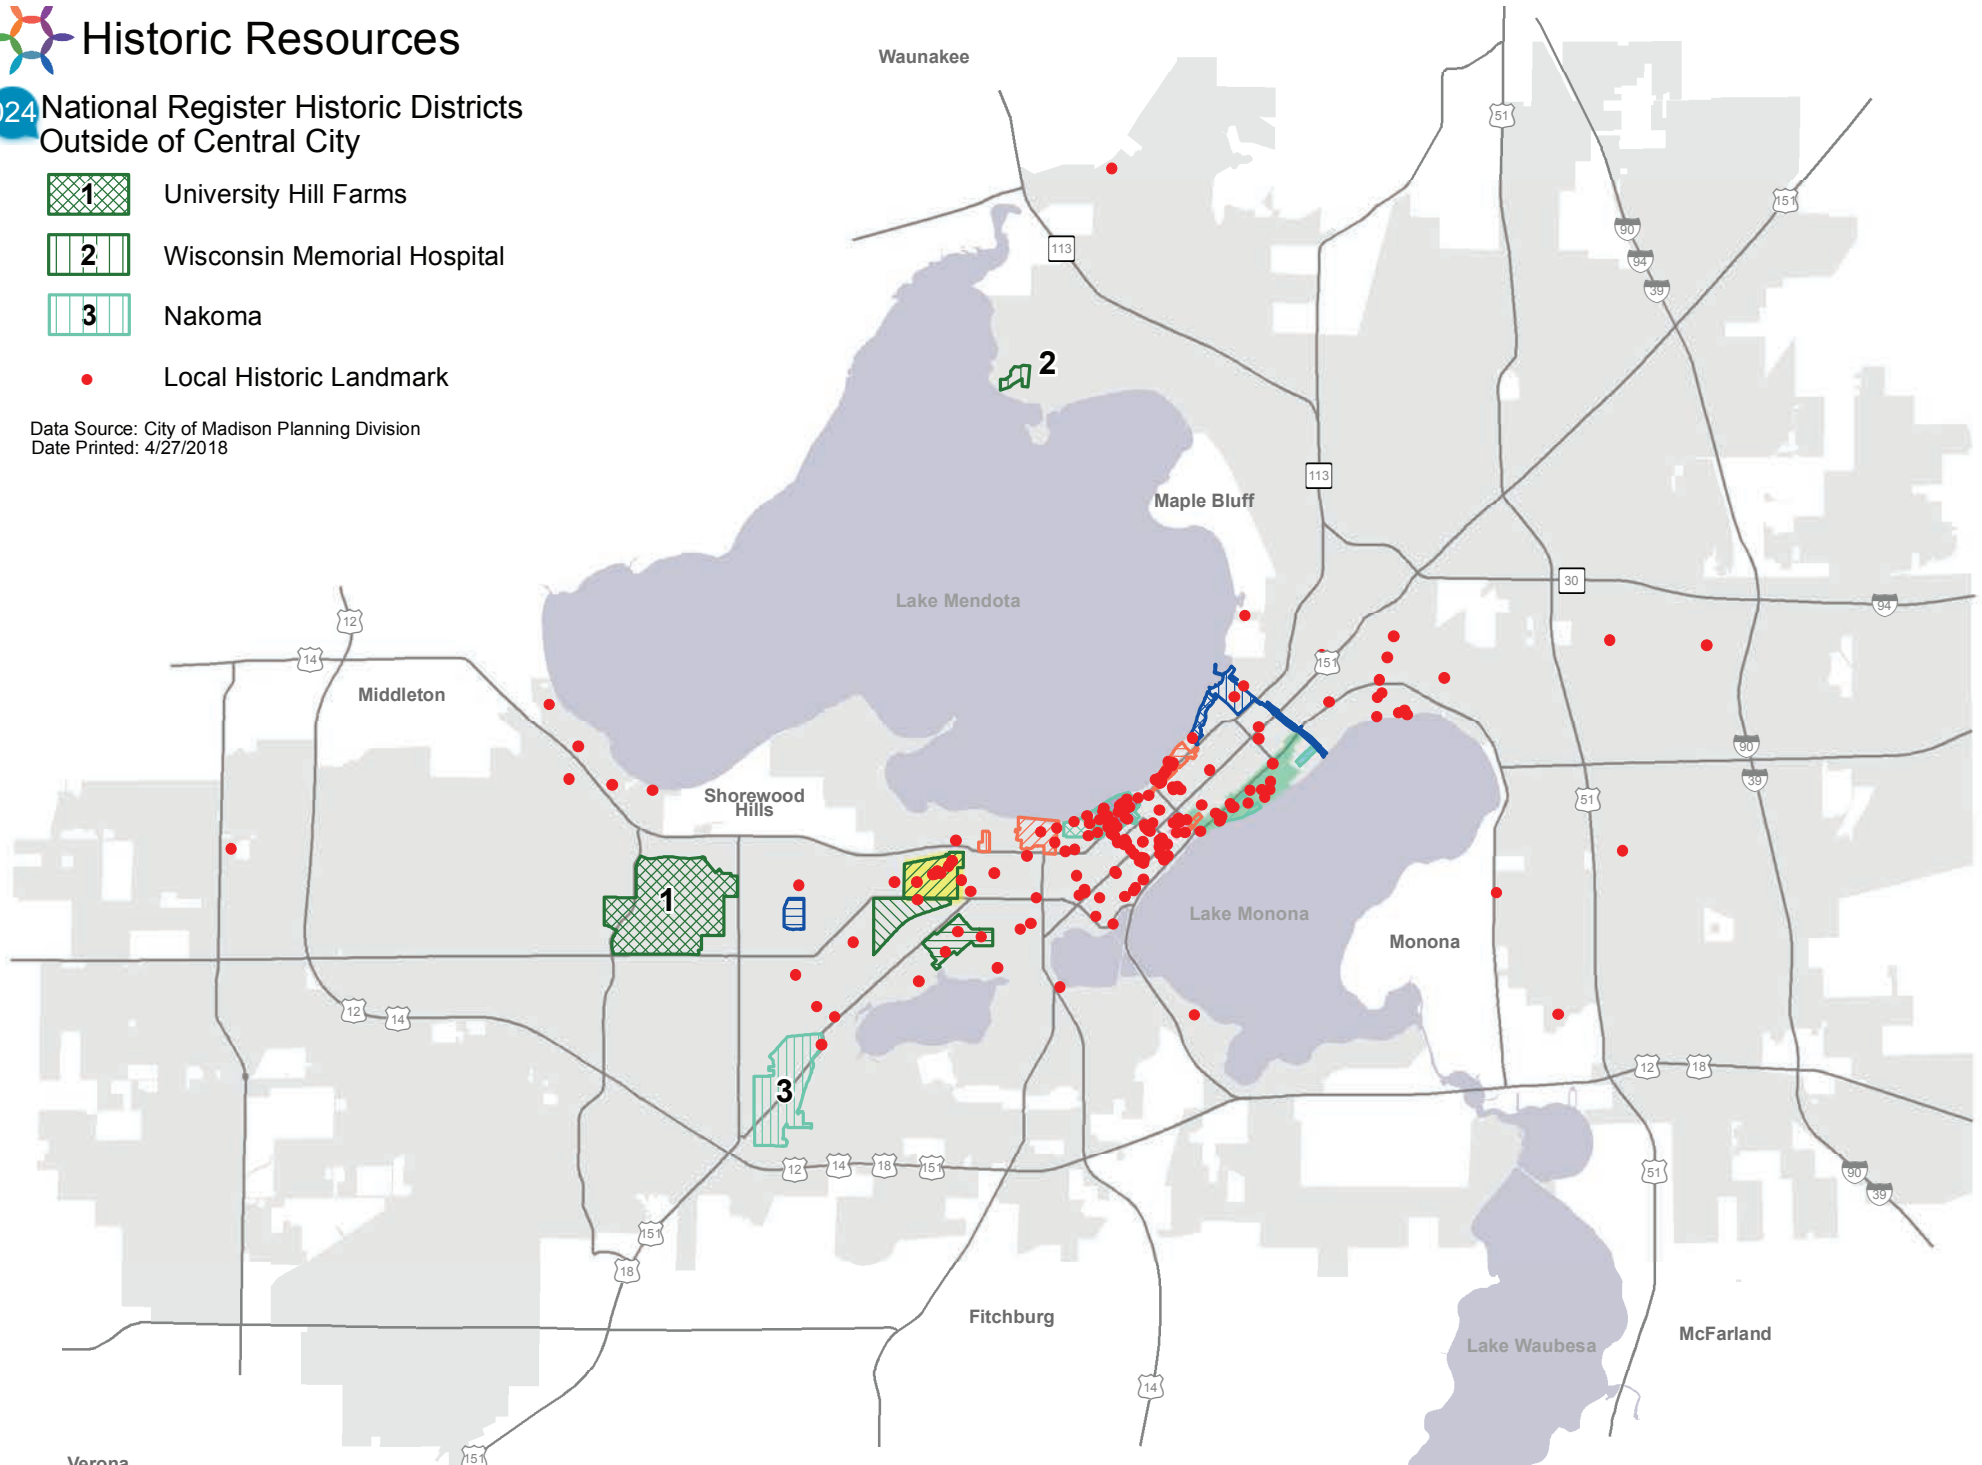 Historic Resources
024
National Register Historic Districts
Outside of Central City
1 University Hill Farms
2 Wisconsin Memorial Hospital
3 Nakoma
Local Historic Landmark
Data Source: City of Madison Planning Division
Date Printed: 4/27/2018
Waunakee
51
151
90
94
39
113
2
113
Maple Bluff
30
94
Lake Mendota
12
14
Middleton
151
90
39
51
Shorewood
Hills
1
Lake Monona
Monona
12
14
3
12
18
12
14
18
151
51
90
39
151
18
Fitchburg
McFarland
Lake Waubesa
14
151
Verona